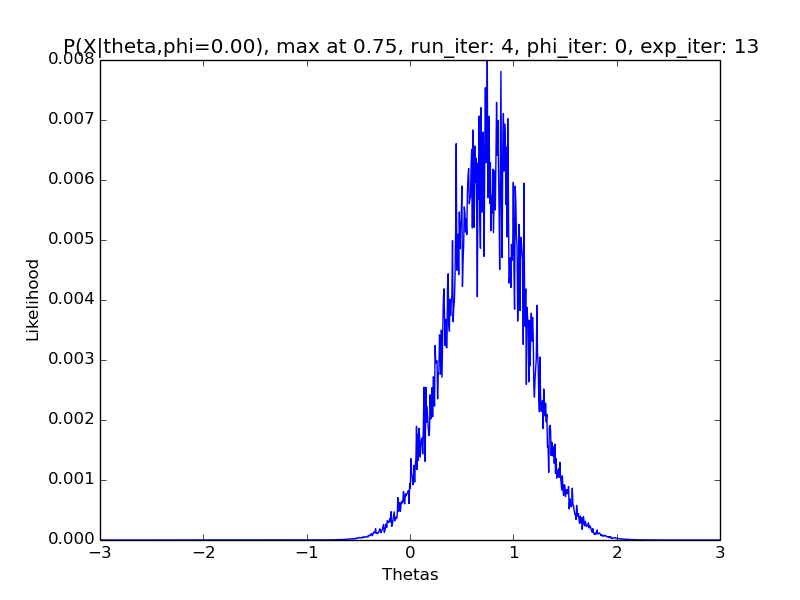 P(X|theta,phi=0.00), max at 0.75, run_iter: 4, phi_iter: 0, exp_iter: 13
0.008
0.007
0.006
0.005
0.004
0.003
0.002
0.001
0.000
Likelihood
−3 −2 −1 0 1 2 3
Thetas